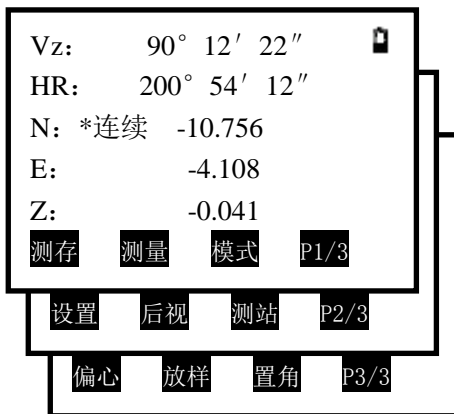 Vz： 90° 12′ 22″
HR： 200° 54′ 12″
N：*连续 -10.756
E： -4.108
Z： -0.041
测存 测量 模式 P1/3
设置 后视 测站 P2/3
偏心 放样 置角 P3/3